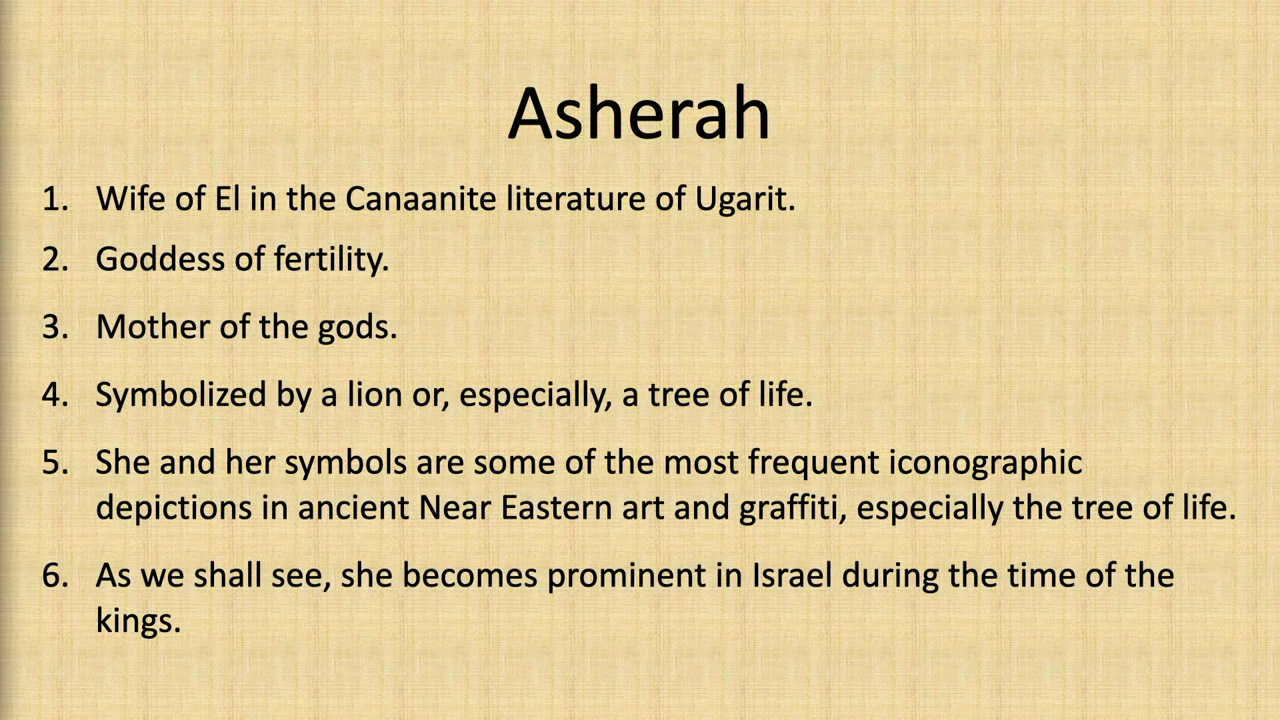 Asherah
1. Wife of El in the Canaanite literature of Ugarit.
2. Goddess of fertility.
3. Mother of the gods.
4. Symbolized by a lion or, especially, a tree of life.
5. She and her symbols are some of the most frequent iconographic
depictions in ancient Near Eastern art and graffiti, especially the tree of life.
6. As we shall see, she becomes prominent in Israel during the time of the
kings.